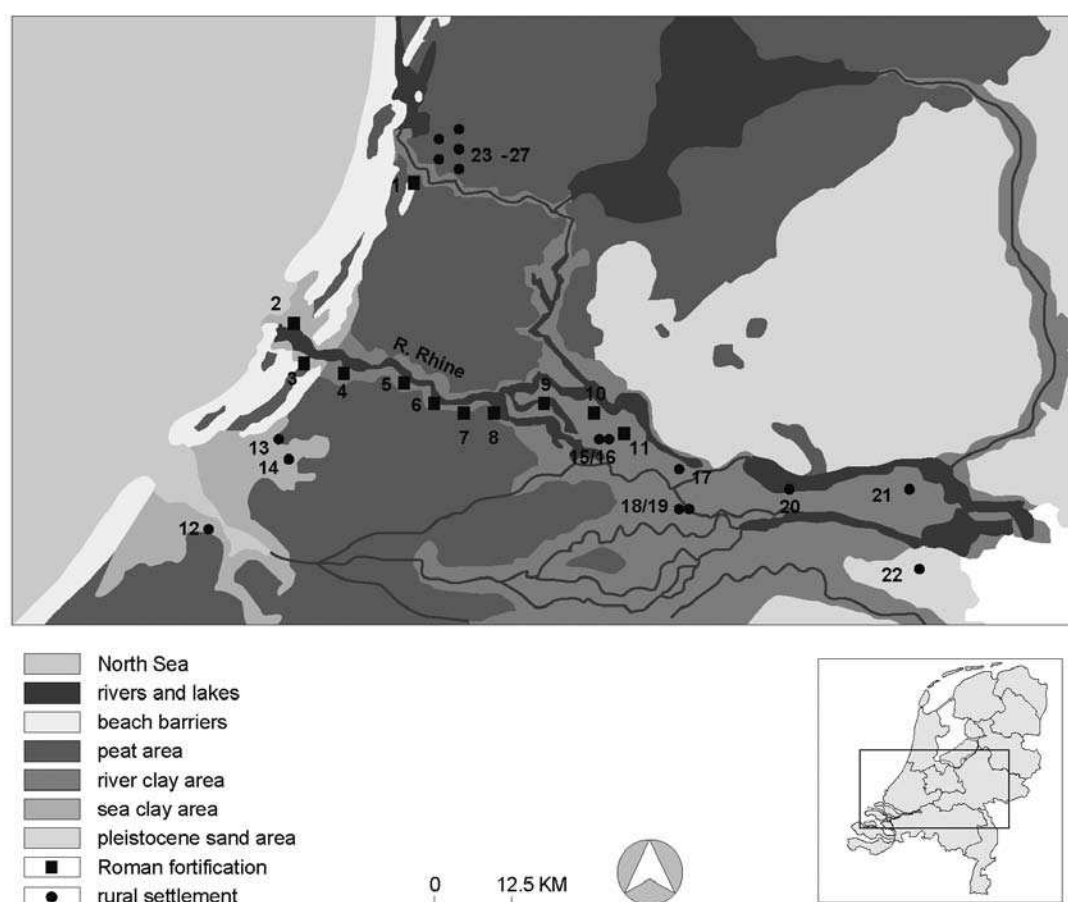 23 - 27
1
2
R. Rhine
3
4
5
6
7
8
9
10
11
13
14
15/16
17
12
18/19
20
21
22
North Sea
rivers and lakes
beach barriers
peat area
river clay area
sea clay area
pleistocene sand area
Roman fortification
rural settlement
0 12.5 KM